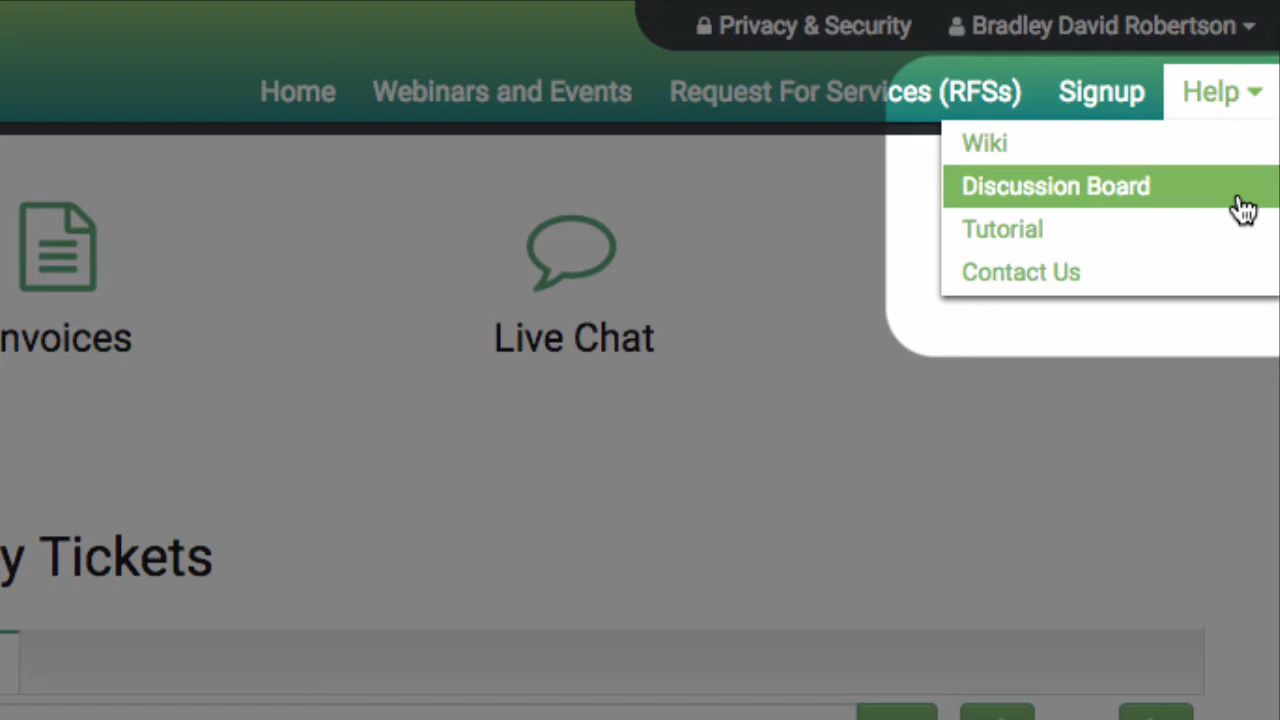 Privacy & Security Bradley David Robertson
Home Webinars and Events Request For Services (RFSs) Signup Help
Wiki
Discussion Board
Tutorial
Contact Us
nvoices Live Chat
y Tickets